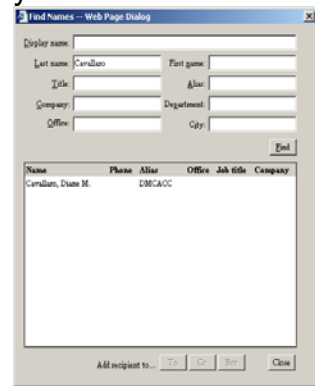 y
Find Names -- Web Page Dialog
Display name:
Last name: Cavallaro First name:
Title: Alias:
Company: Department:
Office: City:
Find
Name Phone Alias Office Job title Company
Cavallaro, Diane M. DMCACC
Add recipient to... To Cc Bcc Close